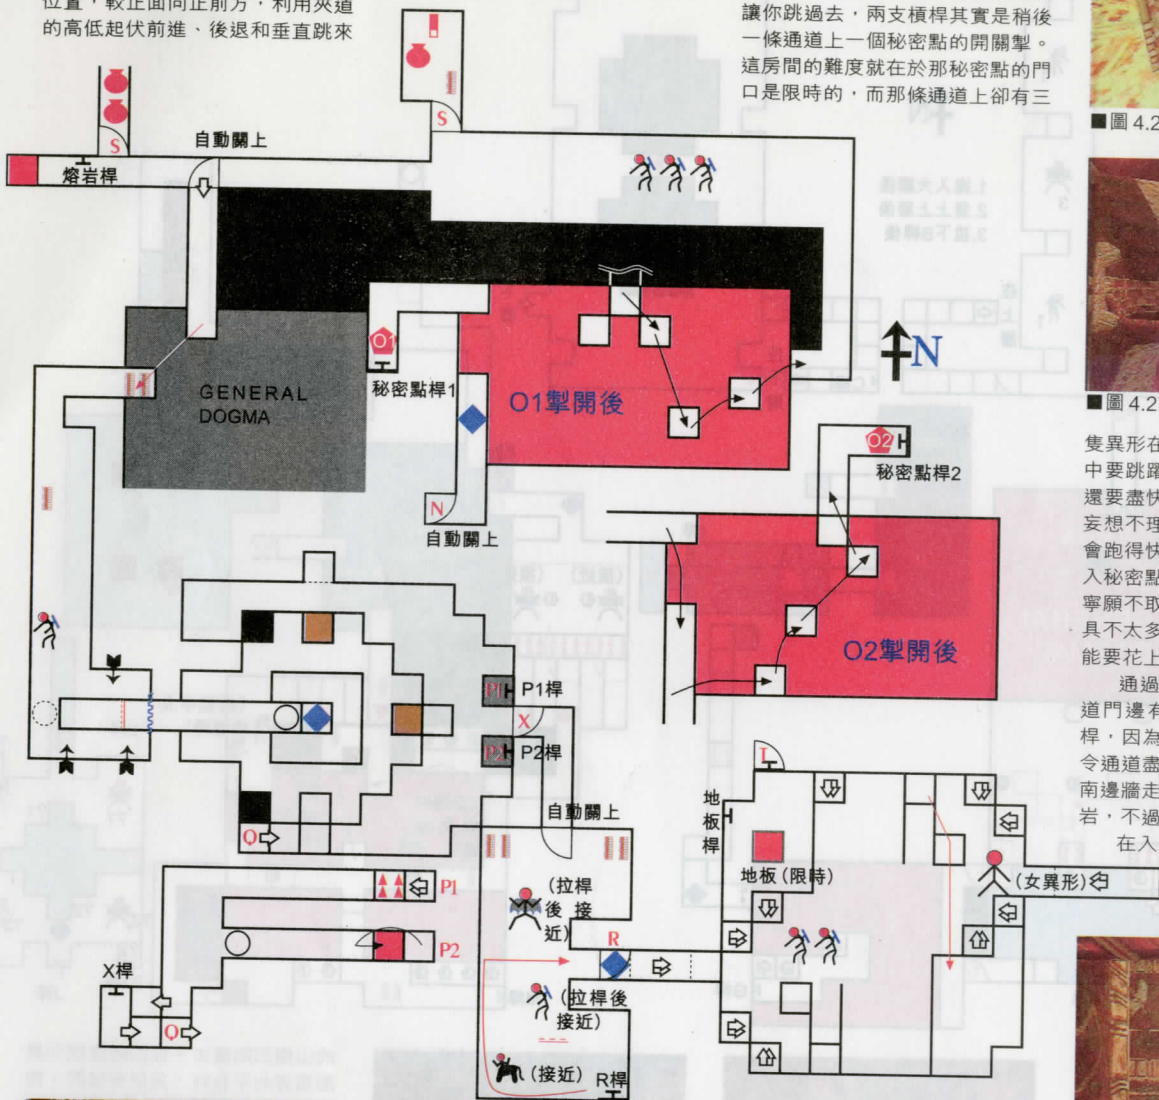 位置，較正面向正前方，利用夾道
的高低起伏前進、後退和垂直跳來
讓你跳過去，兩支槓桿其實是稍後
一條通道上一個秘密點的開關掣。
這房間的難度就在於那秘密點的門
口是限時的，而那條通道上卻有三
■圖 4.2
S
S
自動關上
熔岩桿
GENERAL
DOGMA
O1
秘密點桿1
O1掣開後
N
■圖 4.2
O2
秘密點桿2
N
自動關上
隻異形在
中要跳躍
還要盡快
妄想不理
會跑得快
入秘密點
寧願不取
具不太多
能要花上
通過
道門邊有
桿，因為
令通道盡
南邊牆走
岩，不過
在入
O2掣開後
P1
P1桿
X
P2
P2桿
自動關上
L
地板桿
地板(限時)
(女異形)
Q
P1
P2
(拉桿
後 接
近)
R
(拉桿後
接近)
(接近)
R桿
X桿
Q